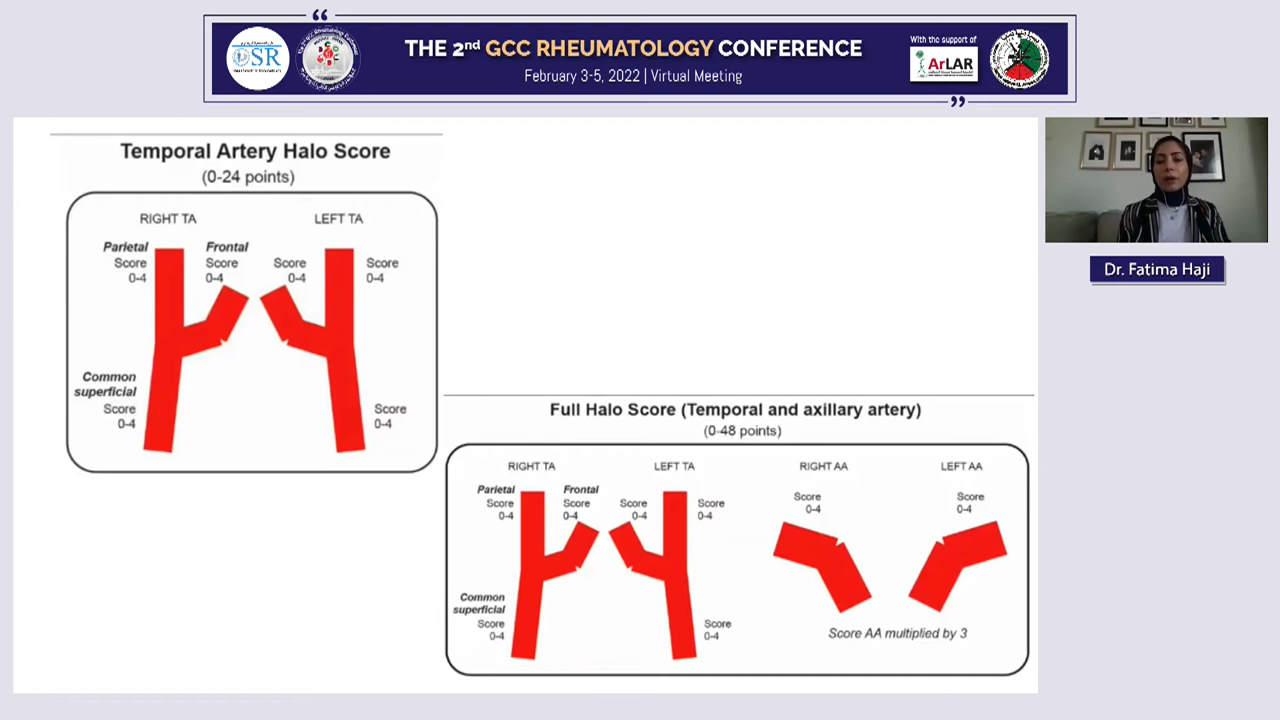 “
THE 2nd GCC RHEUMATOLOGY CONFERENCE
February 3-5, 2022 | Virtual Meeting
With the support of
ArLAR
OSR
”
Temporal Artery Halo Score
(0-24 points)
RIGHT TA
LEFT TA
Parietal
Score
0-4
Frontal
Score
0-4
Score
0-4
Score
0-4
Common
superficial
Score
0-4
Score
0-4
Full Halo Score (Temporal and axillary artery)
(0-48 points)
RIGHT TA
LEFT TA
RIGHT AA
LEFT AA
Parietal
Score
0-4
Frontal
Score
0-4
Score
0-4
Score
0-4
Score
0-4
Score
0-4
Common
superficial
Score
0-4
Score
0-4
Score AA multiplied by 3
Dr. Fatima Haji